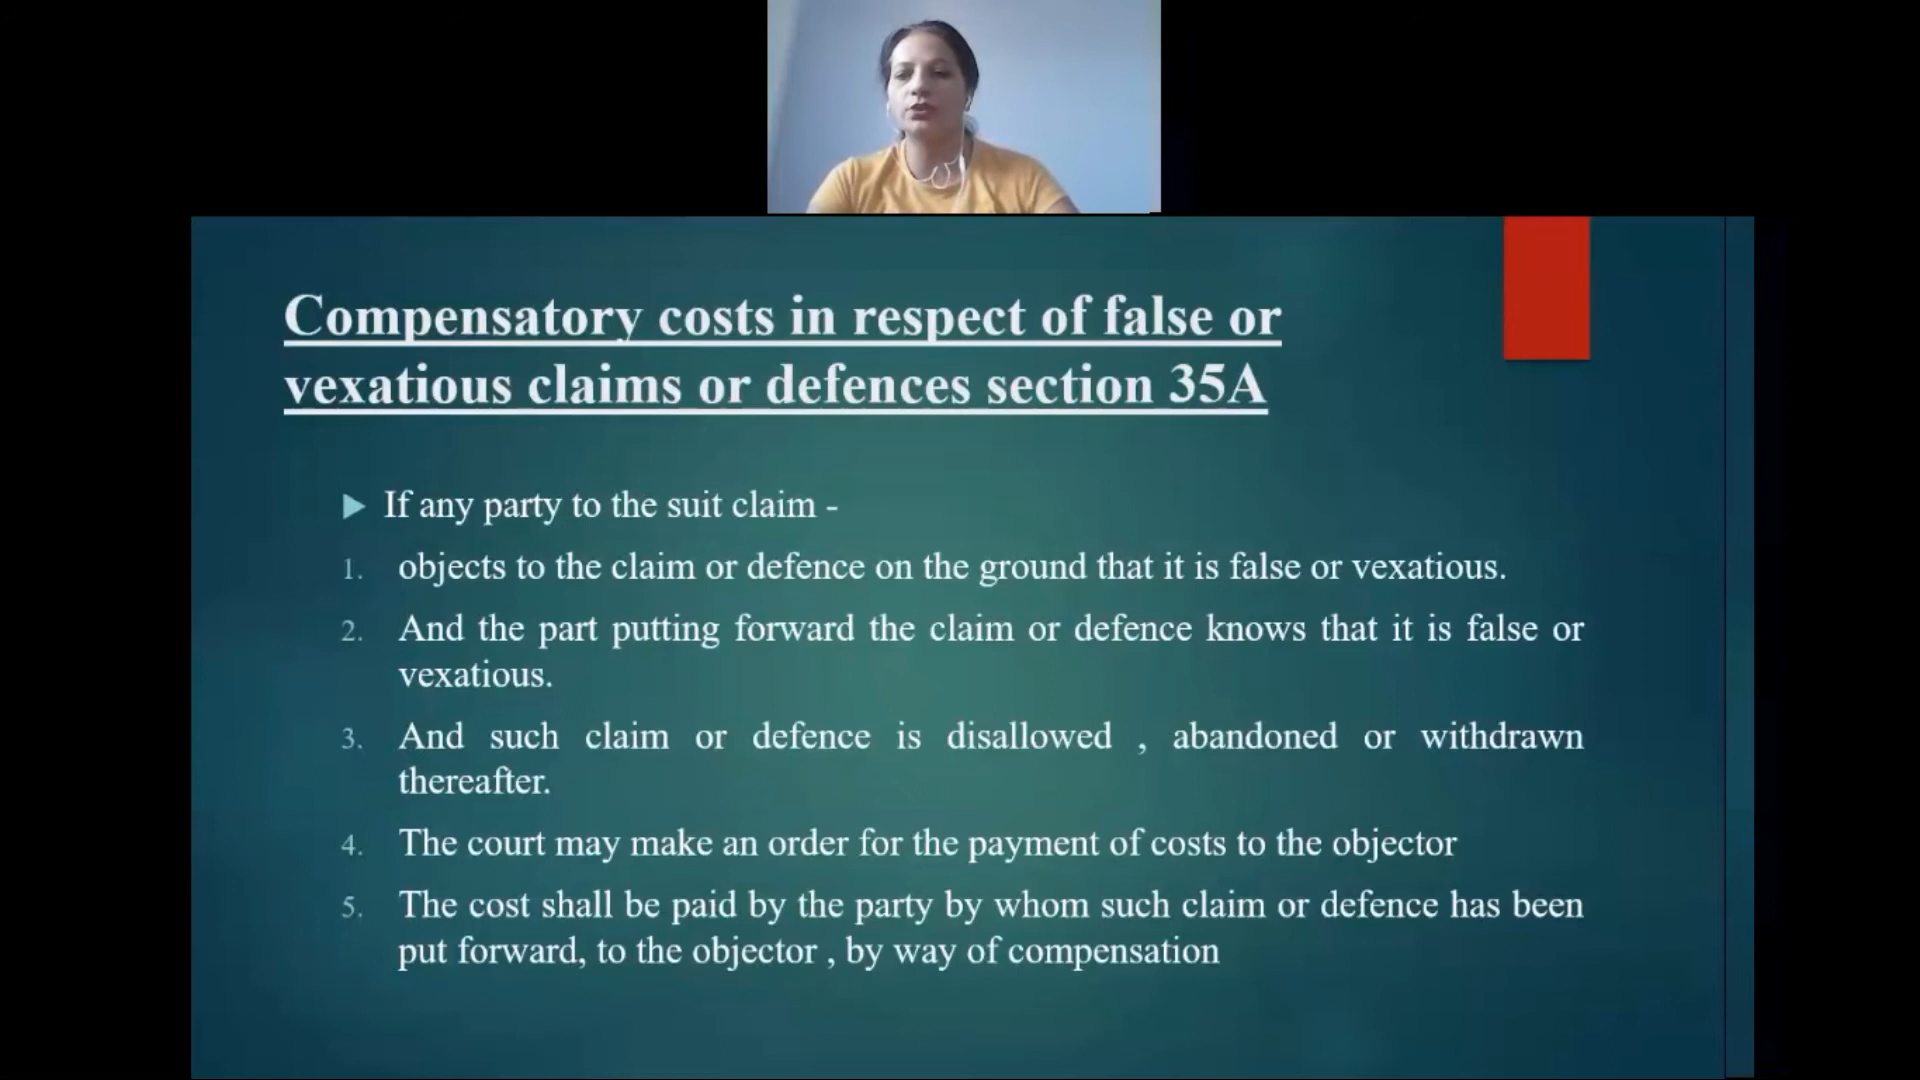 Compensatory costs in respect of false or
vexatious claims or defences section 35A
If any party to the suit claim -
1. objects to the claim or defence on the ground that it is false or vexatious.
2. And the part putting forward the claim or defence knows that it is false or
vexatious.
3. And such claim or defence is disallowed , abandoned or withdrawn
thereafter.
4. The court may make an order for the payment of costs to the objector
5. The cost shall be paid by the party by whom such claim or defence has been
put forward, to the objector , by way of compensation